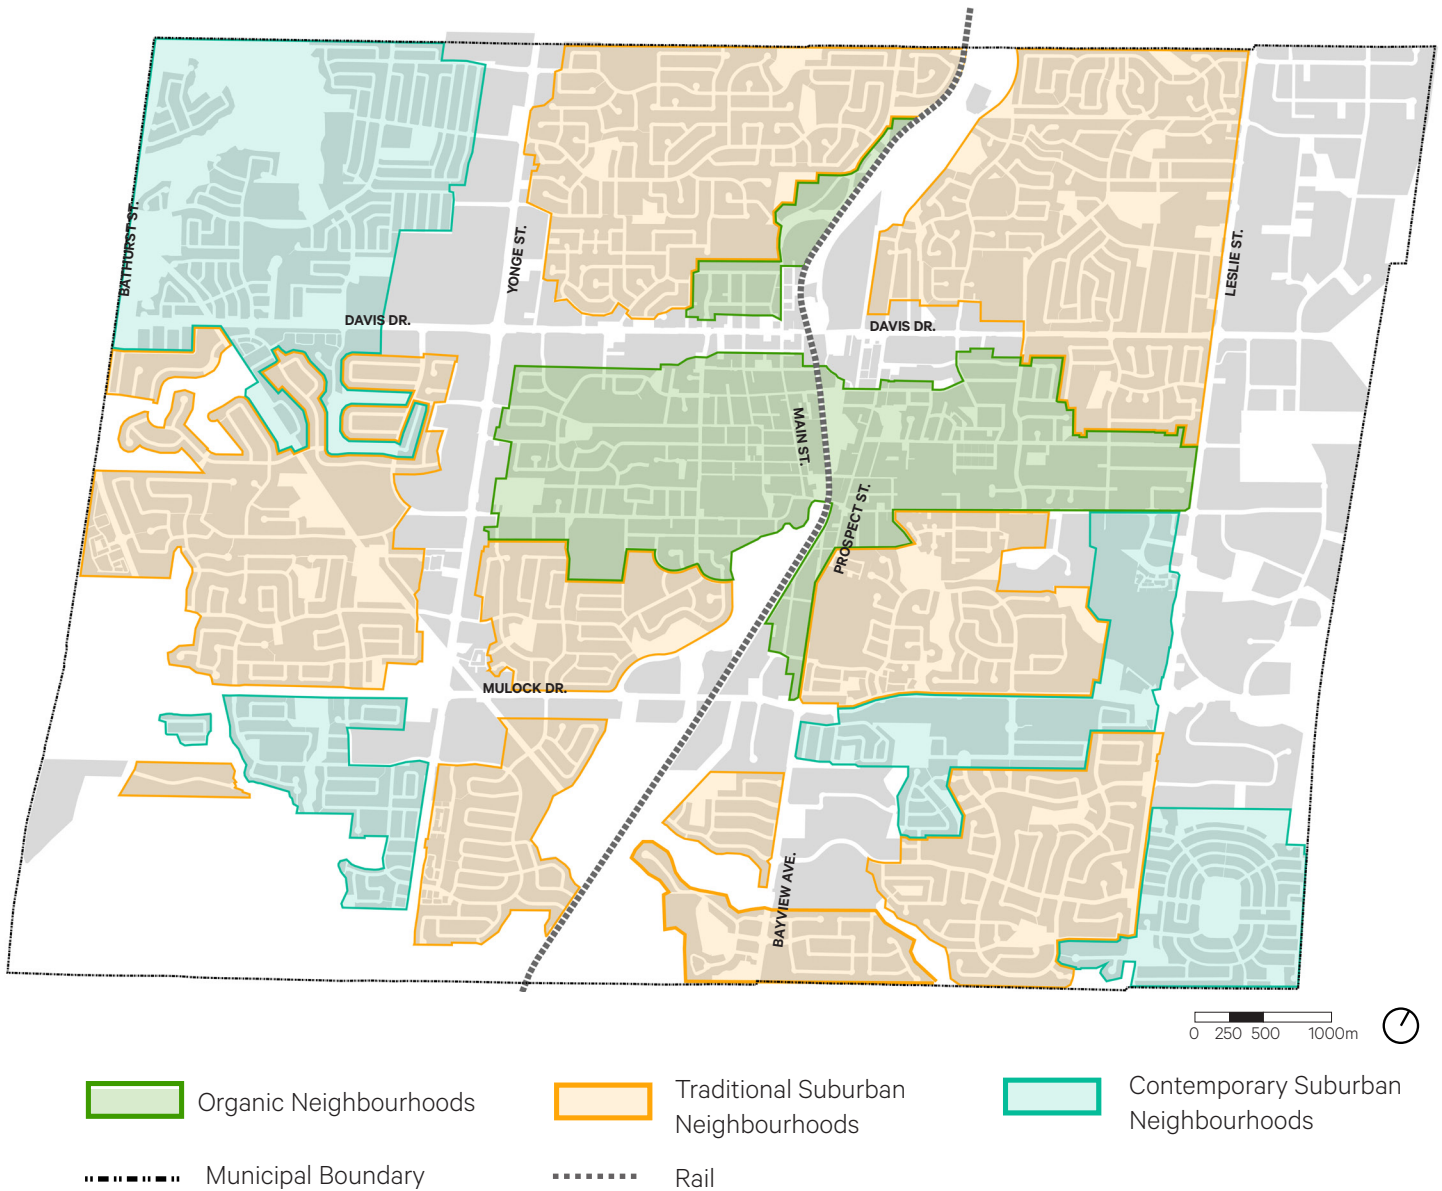 BATHURST ST.
YONGE ST.
LESLIE ST.
DAVIS DR.
DAVIS DR.
MAIN ST.
PROSPECT ST.
MULOCK DR.
BAYVIEW AVE.
0 250 500 1000m
Organic Neighbourhoods
Traditional Suburban
Neighbourhoods
Contemporary Suburban
Neighbourhoods
Municipal Boundary
Rail